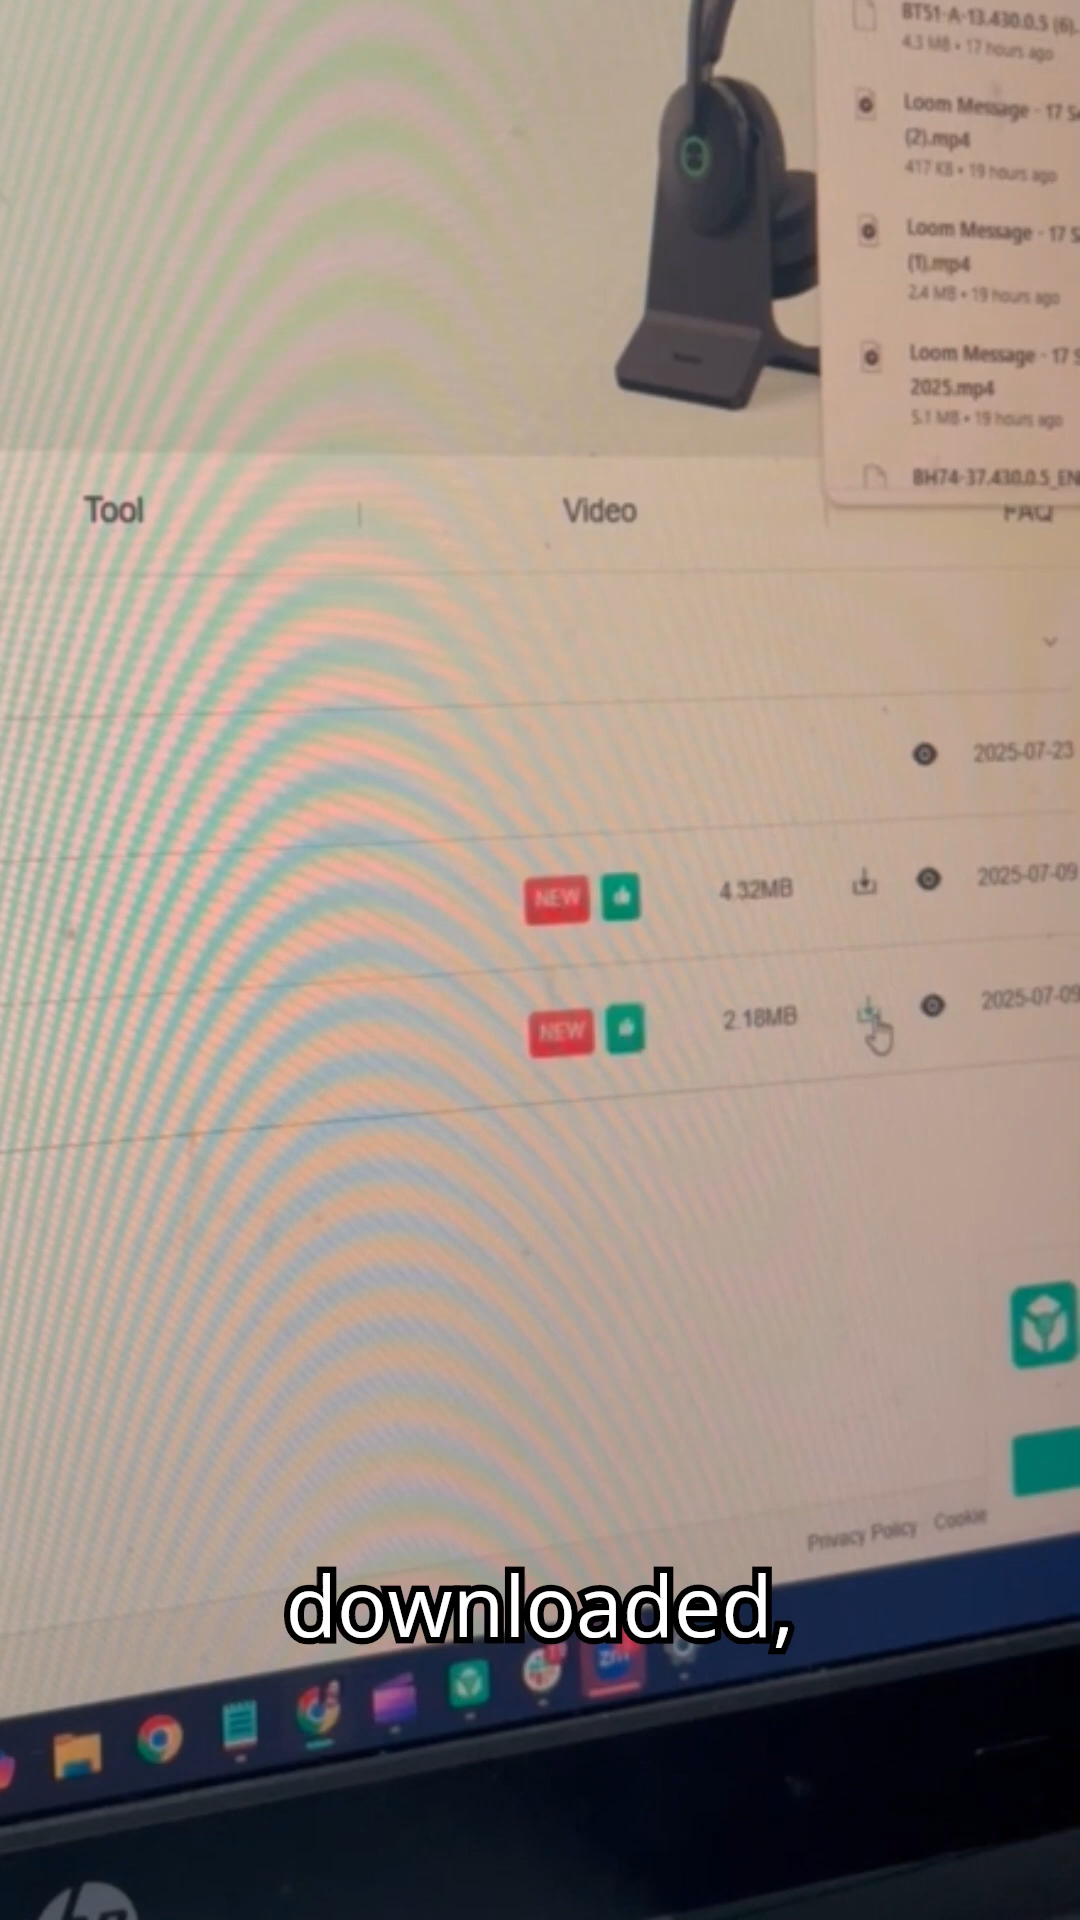 BT51-A-13.430.0.5 (6).
4.3 MB • 17 hours ago
Loom Message - 17 S
(2).mp4
417 KB • 19 hours ago
Loom Message - 17 S
(1).mp4
2.4 MB • 19 hours ago
Loom Message - 17 S
2025.mp4
5.1 MB • 19 hours ago
BH74-37.430.0.5_EN
Tool
Video
FAQ
2025-07-23
NEW
4.32MB
2025-07-09
NEW
2.18MB
2025-07-09
Privacy Policy Cookie
downloaded,
zm
hp